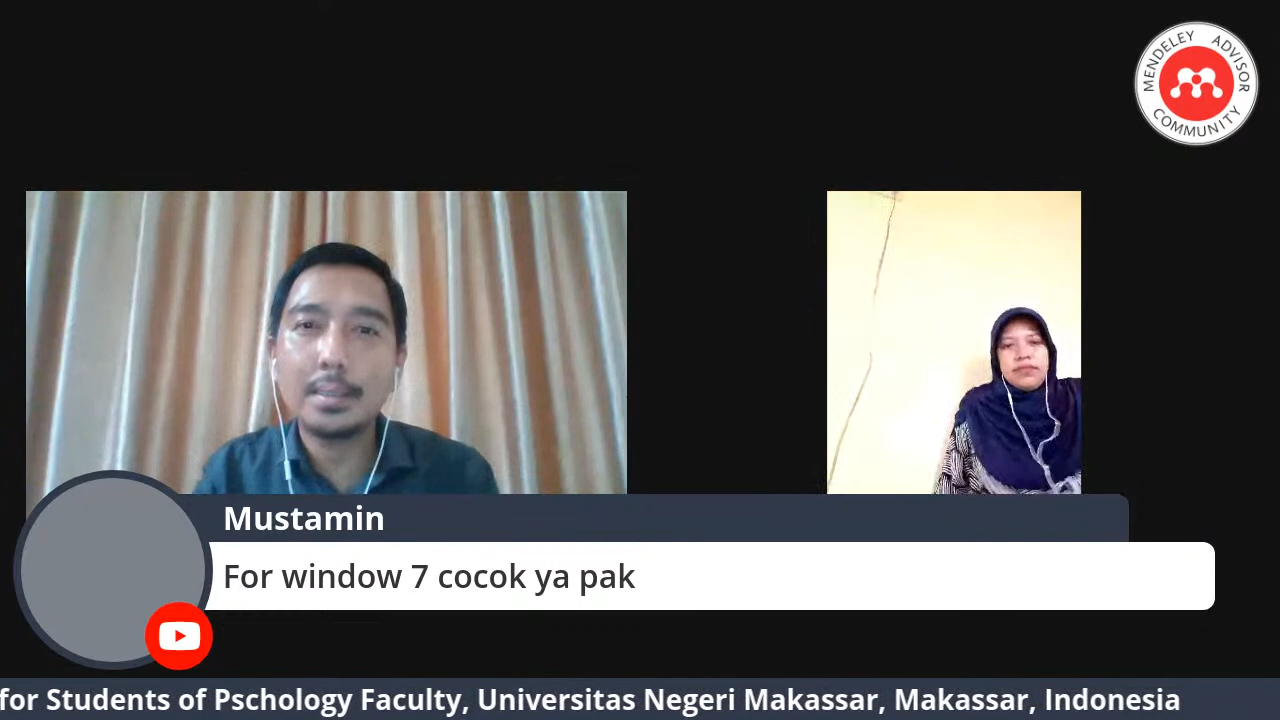 MENDELEY ADVISOR
COMMUNITY
Mustamin
For window 7 cocok ya pak
for Students of Pschology Faculty, Universitas Negeri Makassar, Makassar, Indonesia